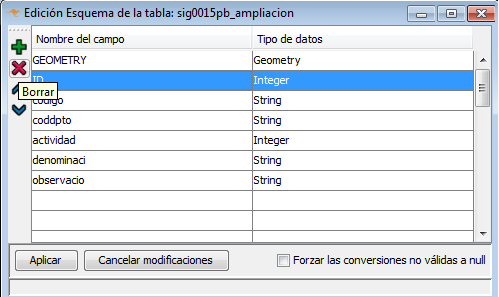 Edición Esquema de la tabla: sig0015pb_ampliacion
Nombre del campo Tipo de datos
GEOMETRY Geometry
ID Integer
Borrar
codigo String
coddpto String
actividad Integer
denominaci String
observacio String
Aplicar Cancelar modificaciones Forzar las conversiones no válidas a null